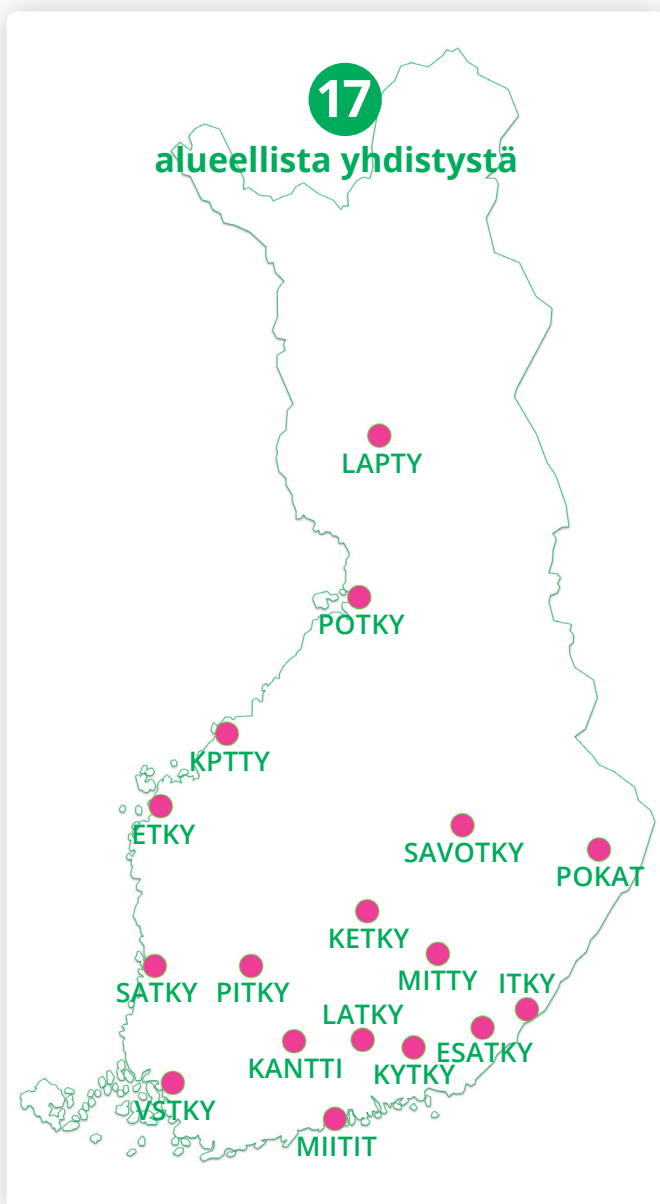 17
alueellista yhdistystä
LAPTY
POTKY
KPTTY
ETKY
SAVOTKY
POKAT
KETKY
MITTY
ITKY
SATKY
PITKY
LATKY
ESATKY
KANTTI
KYTKY
VSTKY
MIITIT